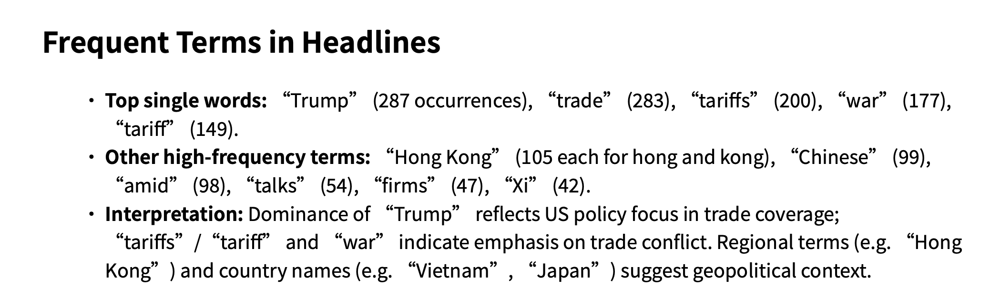 Frequent Terms in Headlines
• Top single words: “Trump” (287 occurrences), “trade” (283), “tariffs” (200), “war” (177),
“tariff” (149).
• Other high-frequency terms: “Hong Kong” (105 each for hong and kong), “Chinese” (99),
“amid” (98), “talks” (54), “firms” (47), “Xi” (42).
• Interpretation: Dominance of “Trump” reflects US policy focus in trade coverage;
“tariffs” / “tariff” and “war” indicate emphasis on trade conflict. Regional terms (e.g. “Hong
Kong” ) and country names (e.g. “Vietnam” , “Japan” ) suggest geopolitical context.